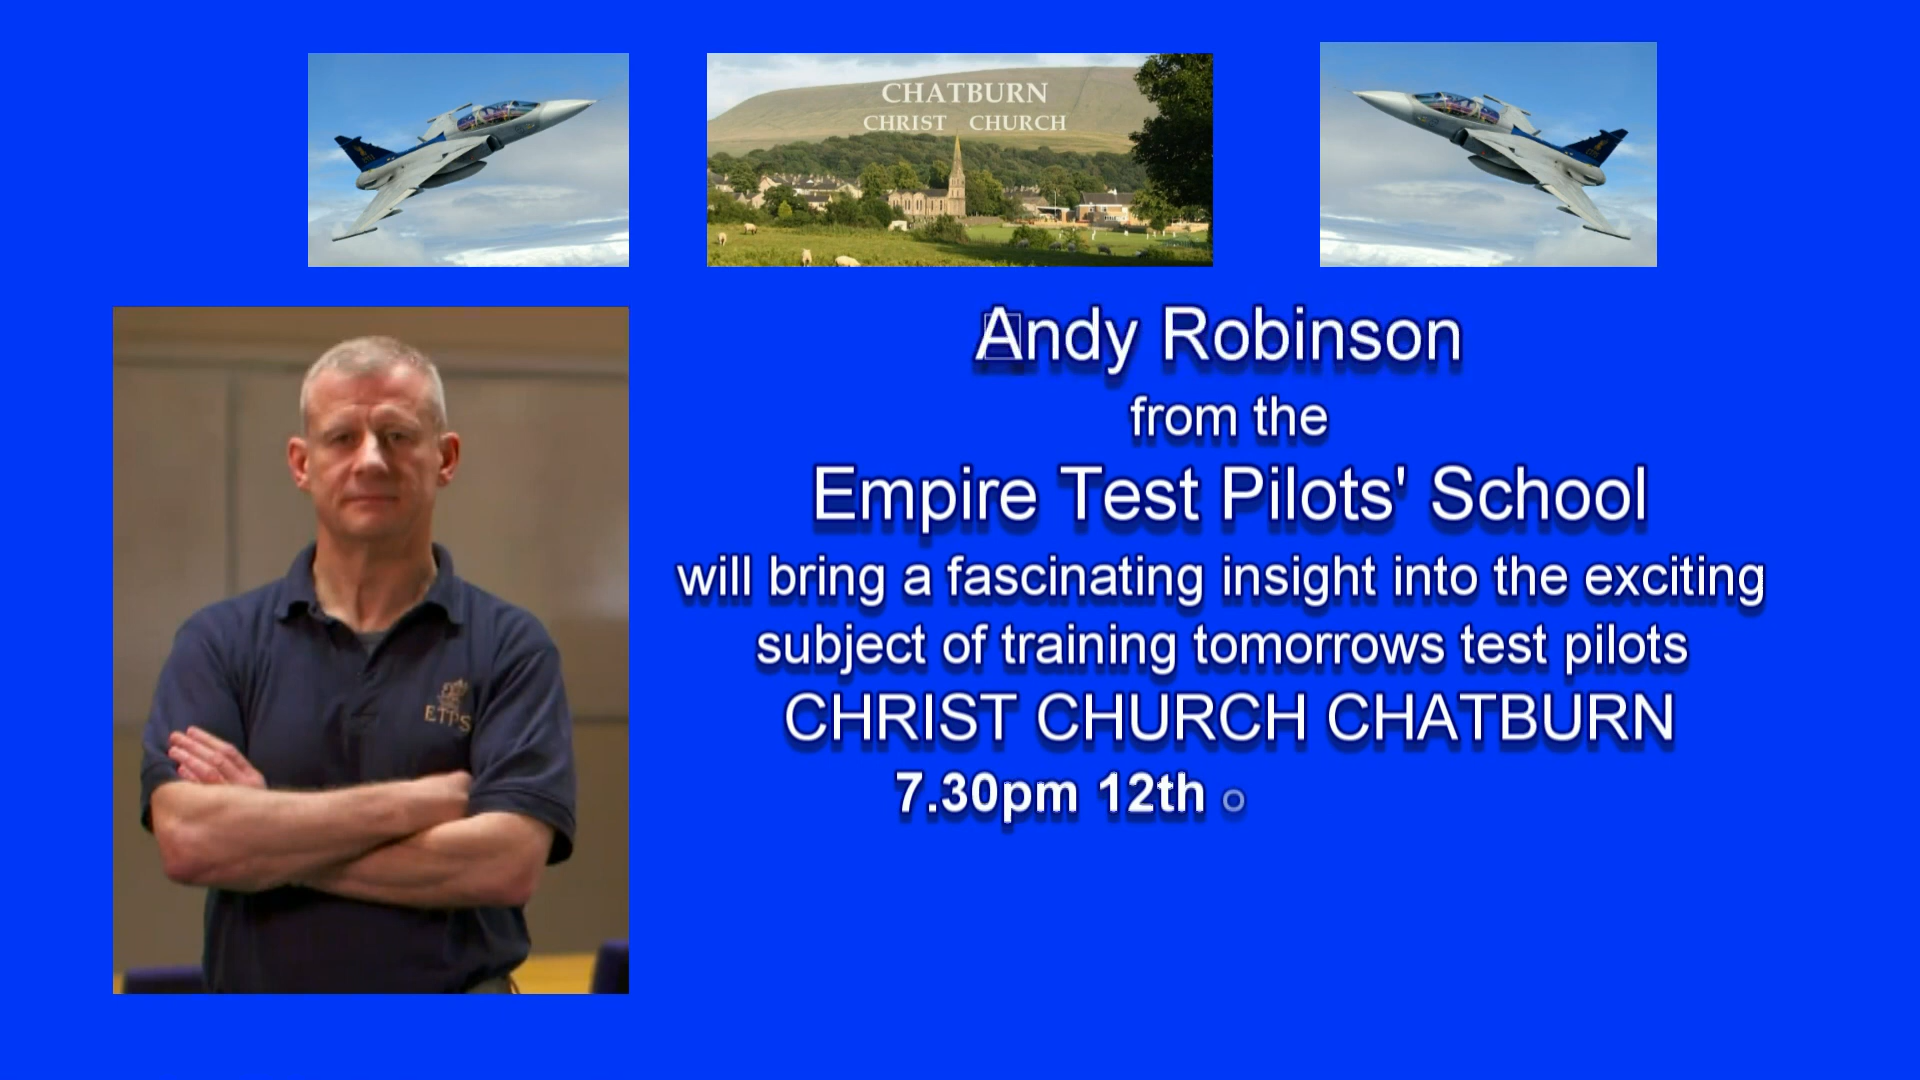 CHATBURN
CHRIST CHURCH
Andy Robinson
from the
Empire Test Pilots' School
will bring a fascinating insight into the exciting
subject of training tomorrows test pilots
CHRIST CHURCH CHATBURN
7.30pm 12th o
ETPS